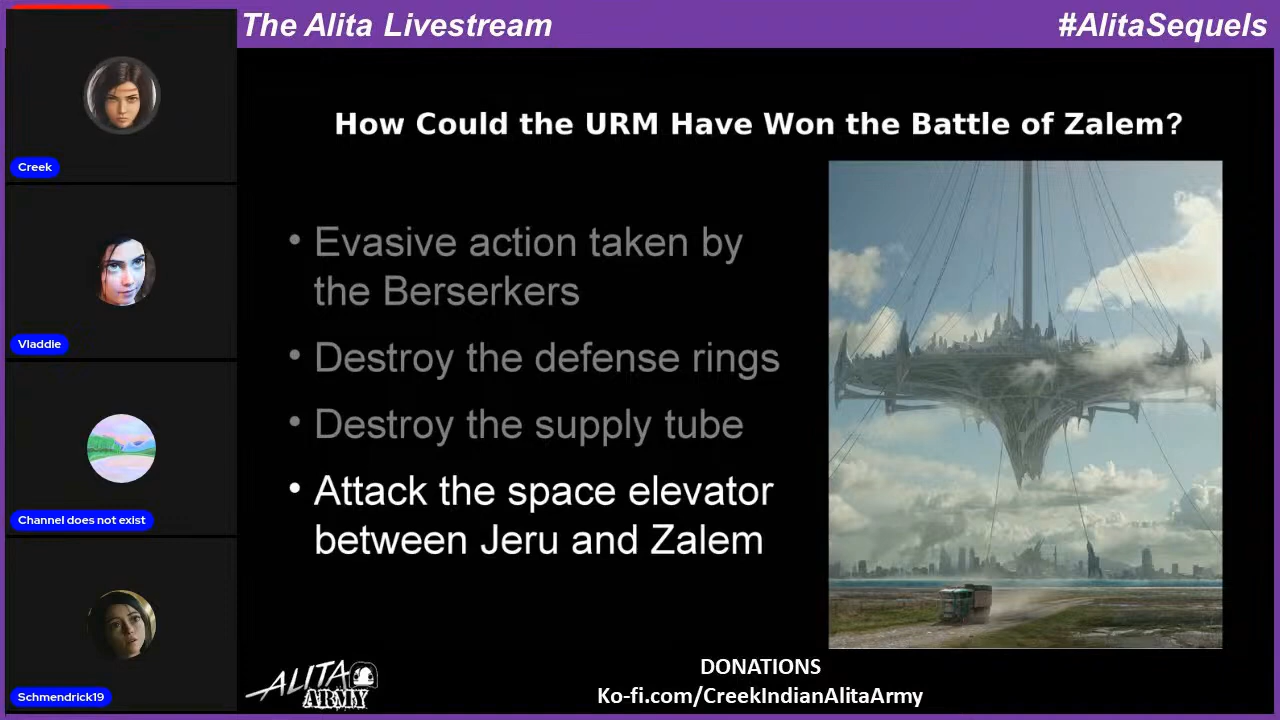 The Alita Livestream
#AlitaSequels
Creek
Vladdie
Channel does not exist
Schmendrick19
How Could the URM Have Won the Battle of Zalem?
• Evasive action taken by
the Berserkers
• Destroy the defense rings
• Destroy the supply tube
• Attack the space elevator
between Jeru and Zalem
ALITA
ARMY
DONATIONS
Ko-fi.com/CreekIndianAlitaArmy